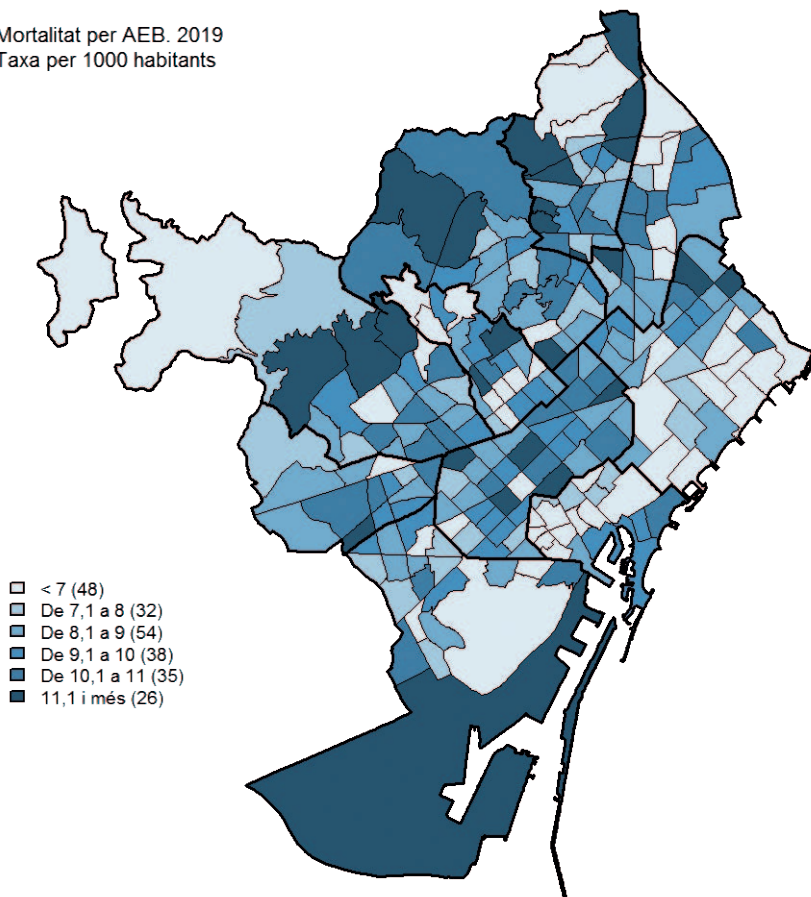 Mortalitat per AEB. 2019
Taxa per 1000 habitants
< 7 (48)
De 7,1 a 8 (32)
De 8,1 a 9 (54)
De 9,1 a 10 (38)
De 10,1 a 11 (35)
11,1 i més (26)